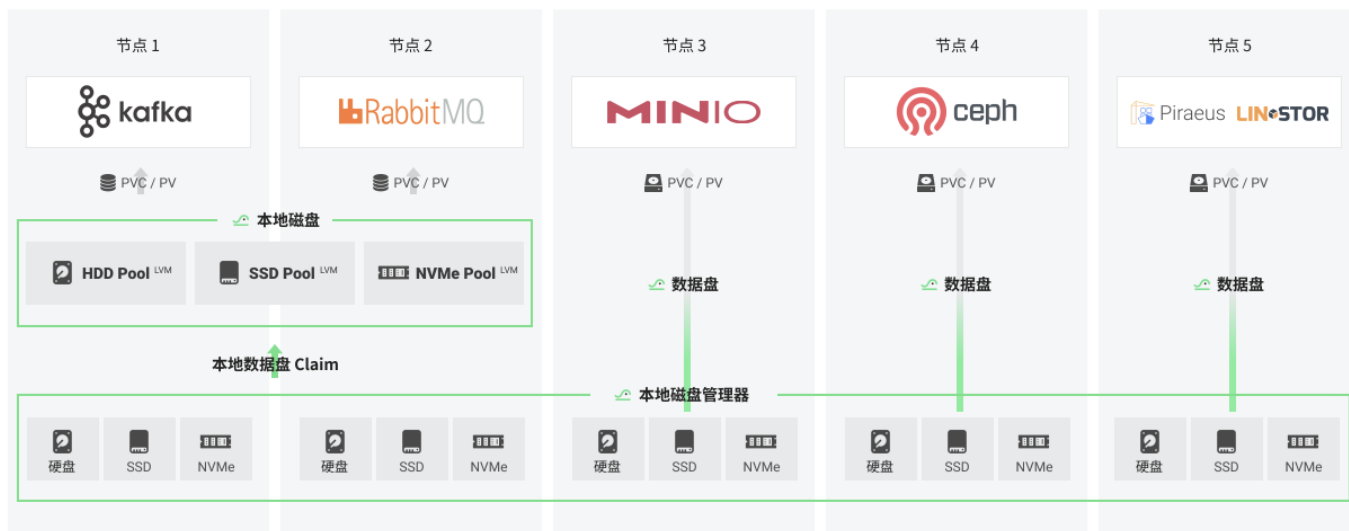 节点 1
节点 2
节点 3
节点 4
节点 5
kafka
RabbitMQ
MINIO
ceph
Piraeus LINSTOR
PVC / PV
PVC / PV
PVC / PV
PVC / PV
PVC / PV
本地磁盘
HDD Pool LVM
SSD Pool LVM
NVMe Pool LVM
数据盘
数据盘
数据盘
本地数据盘 Claim
本地磁盘管理器
硬盘
SSD
NVMe
硬盘
SSD
NVMe
硬盘
SSD
NVMe
硬盘
SSD
NVMe
硬盘
SSD
NVMe